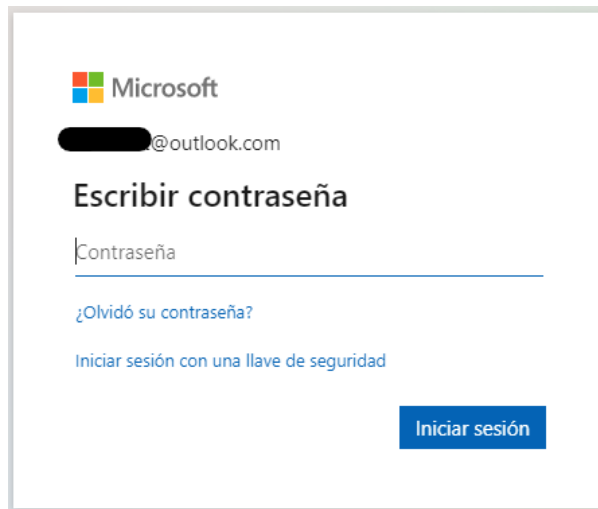 Microsoft
@outlook.com
Escribir contraseña
Contraseña
¿Olvidó su contraseña?
Iniciar sesión con una llave de seguridad
Iniciar sesión